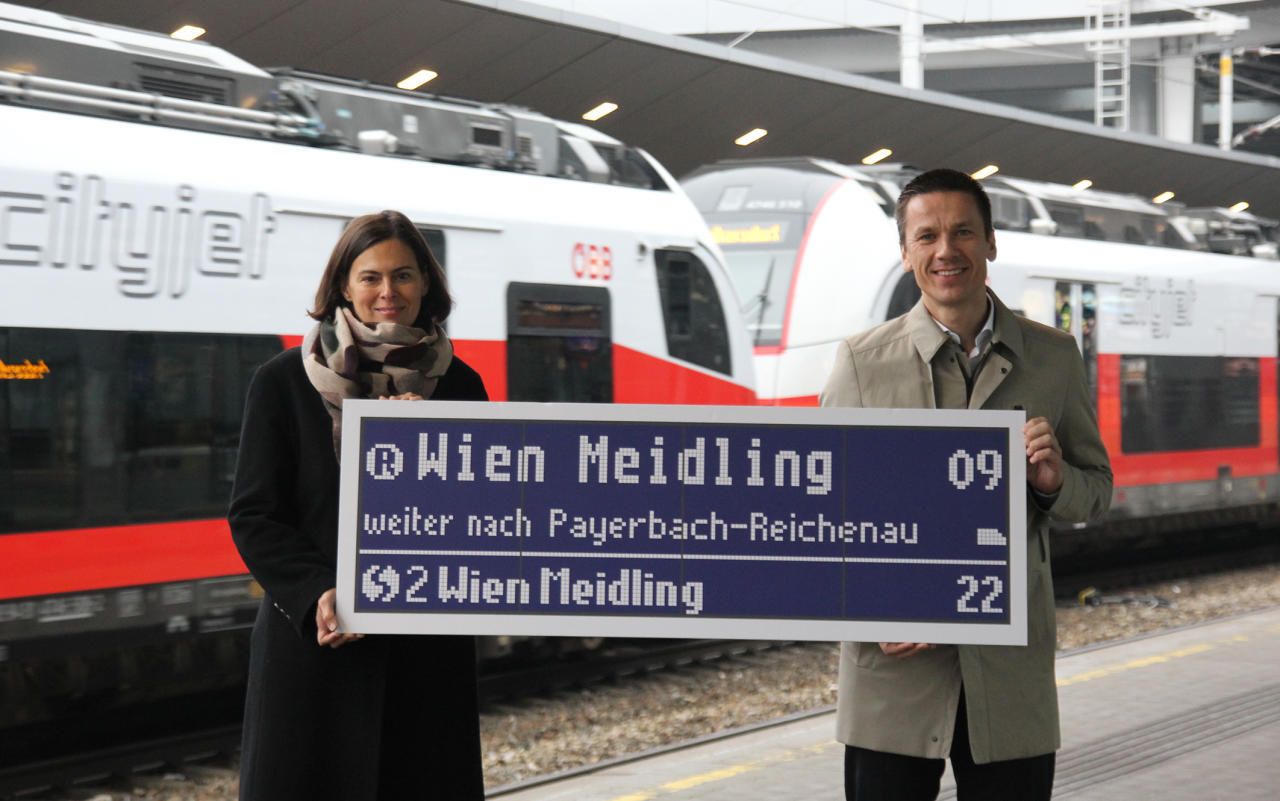 cityjet
ÖBB
cityjet
Ⓡ Wien Meidling 09
weiter nach Payerbach-Reichenau
2 Wien Meidling 22